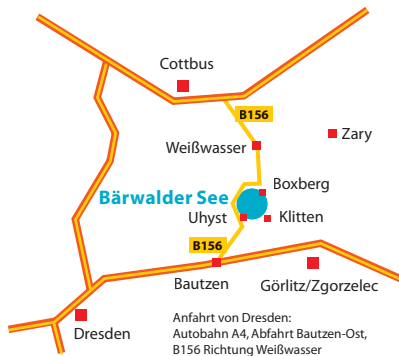 Cottbus
B156
Zary
Weißwasser
Boxberg
Bärwalder See
Uhyst
Klitten
B156
Bautzen
Görlitz/Zgorzelec
Dresden
Anfahrt von Dresden:
Autobahn A4, Abfahrt Bautzen-Ost,
B156 Richtung Weißwasser